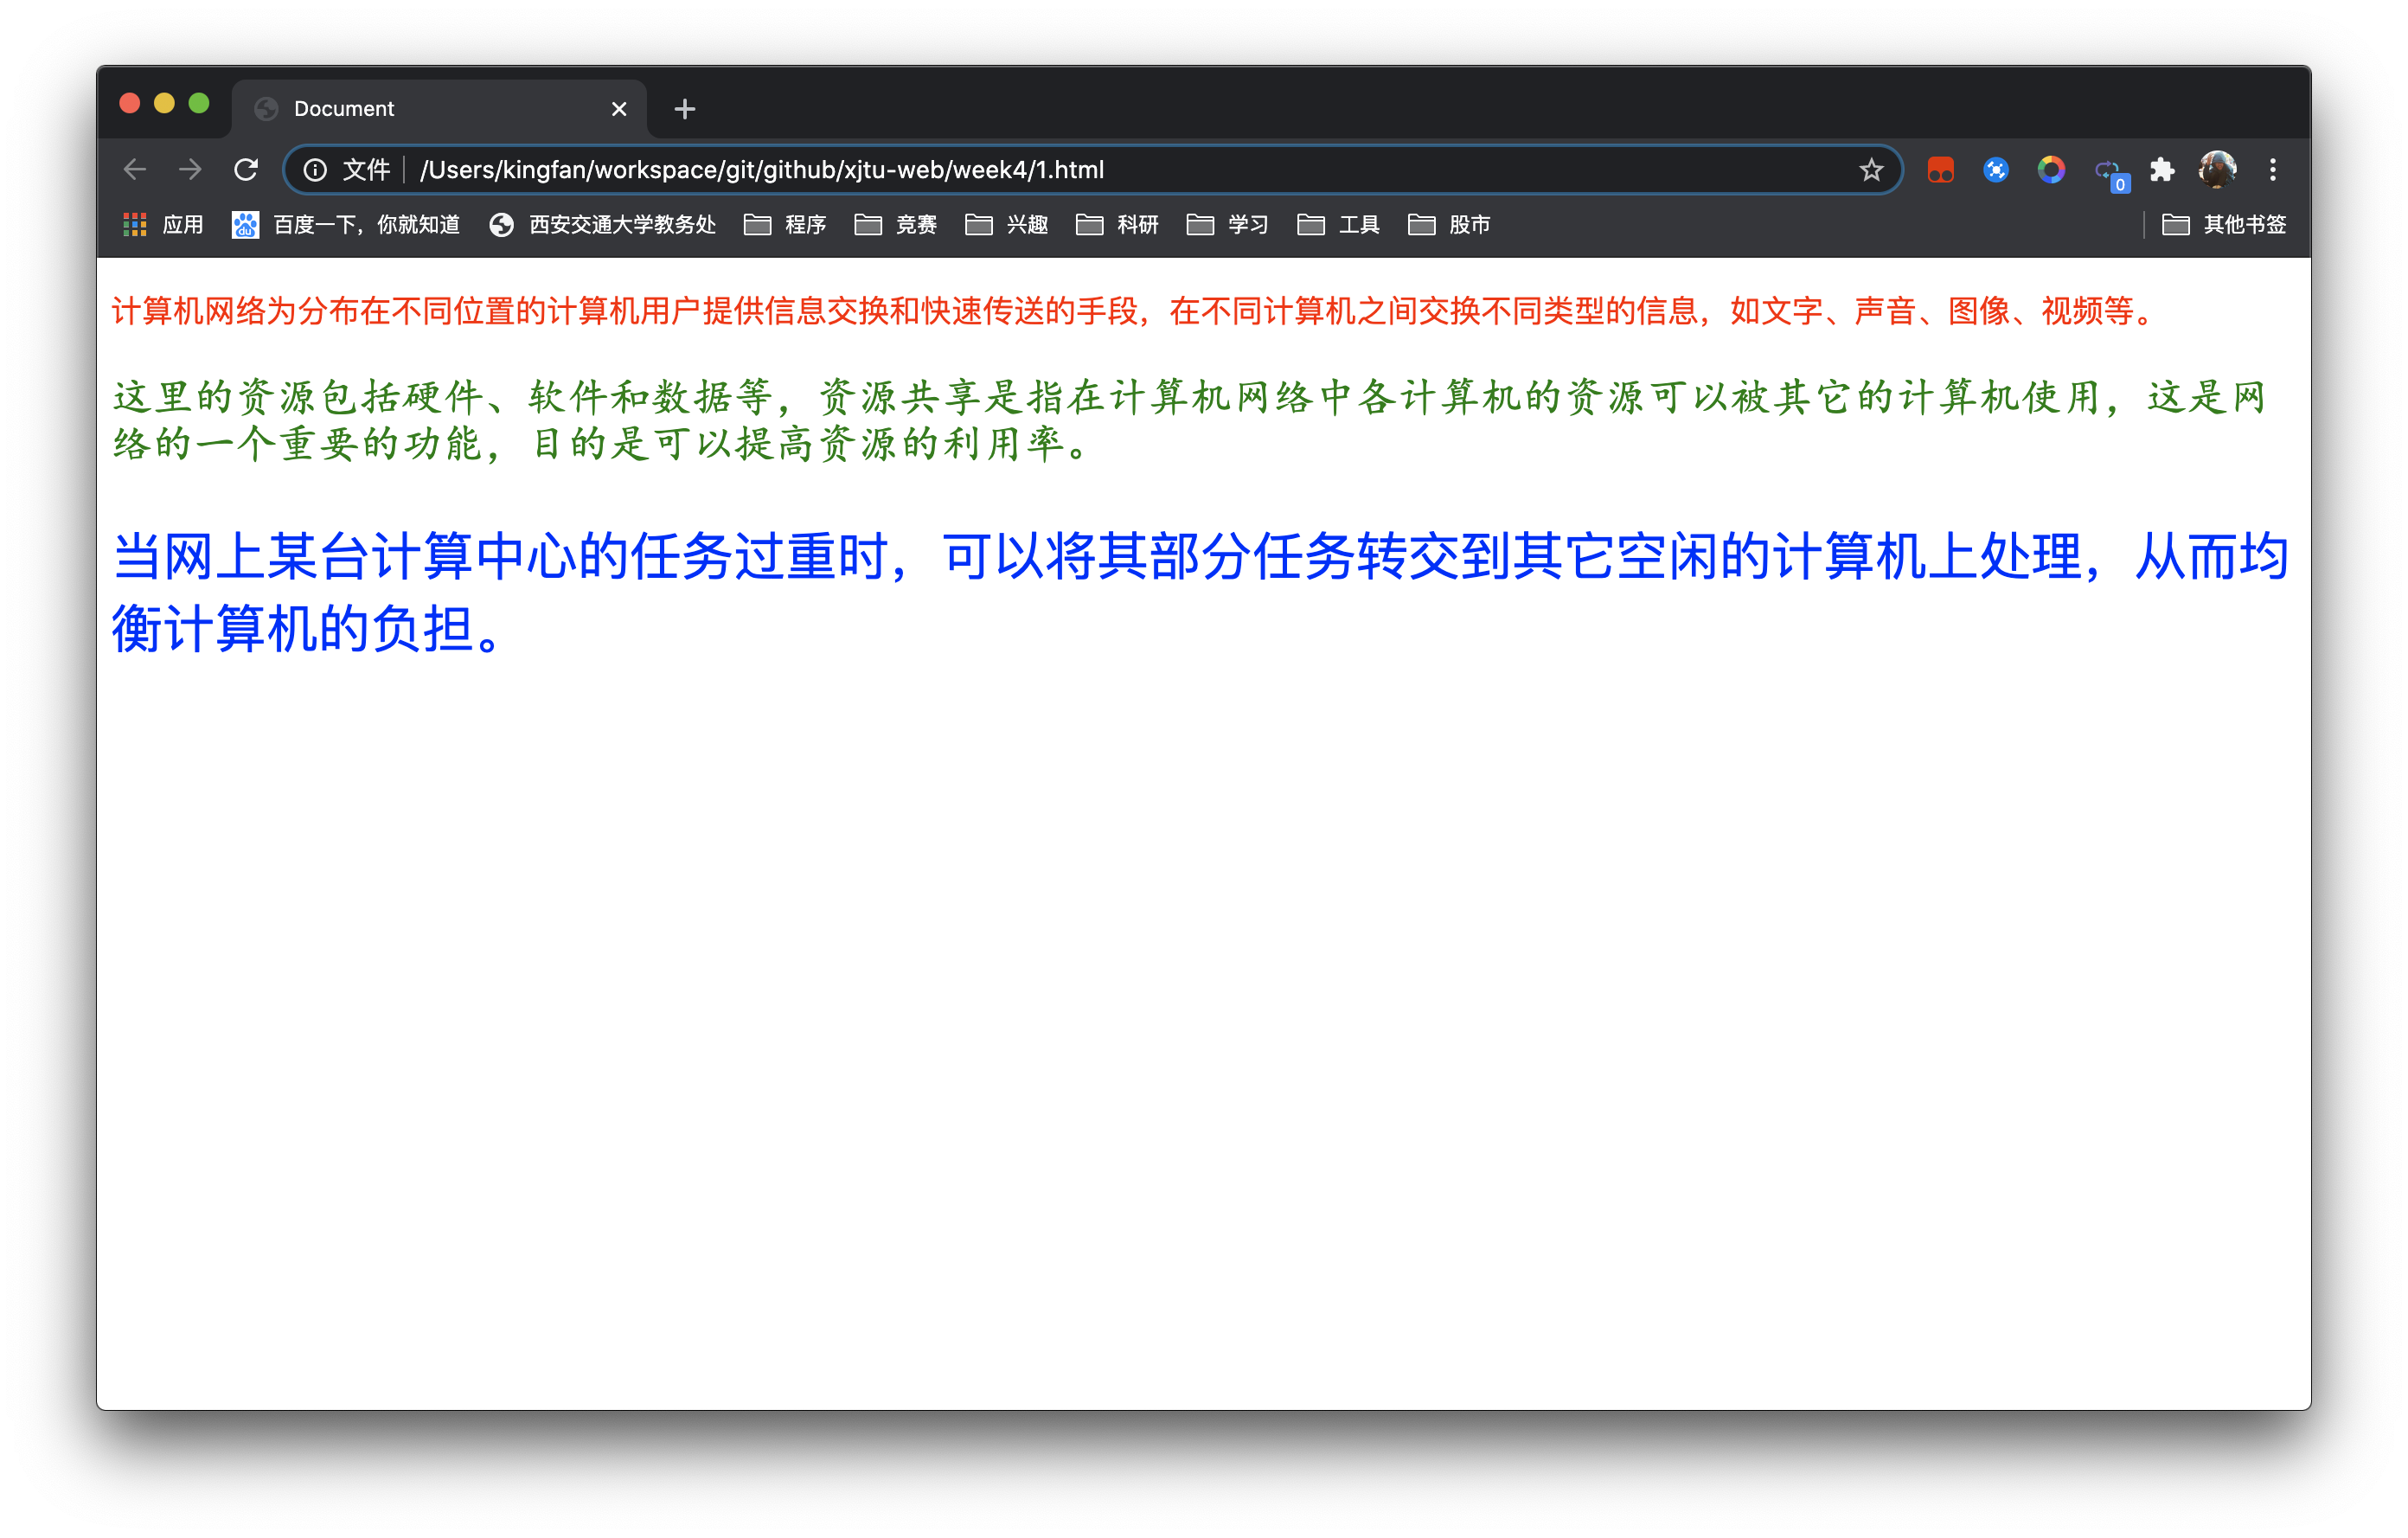 Document
文件 /Users/kingfan/workspace/git/github/xjtu-web/week4/1.html
0
应用 百度一下，你就知道 西安交通大学教务处 程序 竞赛 兴趣 科研 学习 工具 股市 其他书签
计算机网络为分布在不同位置的计算机用户提供信息交换和快速传送的手段，在不同计算机之间交换不同类型的信息，如文字、声音、图像、视频等。
这里的资源包括硬件、软件和数据等，资源共享是指在计算机网络中各计算机的资源可以被其它的计算机使用，这是网
络的一个重要的功能，目的是可以提高资源的利用率。
当网上某台计算中心的任务过重时，可以将其部分任务转交到其它空闲的计算机上处理，从而均
衡计算机的负担。